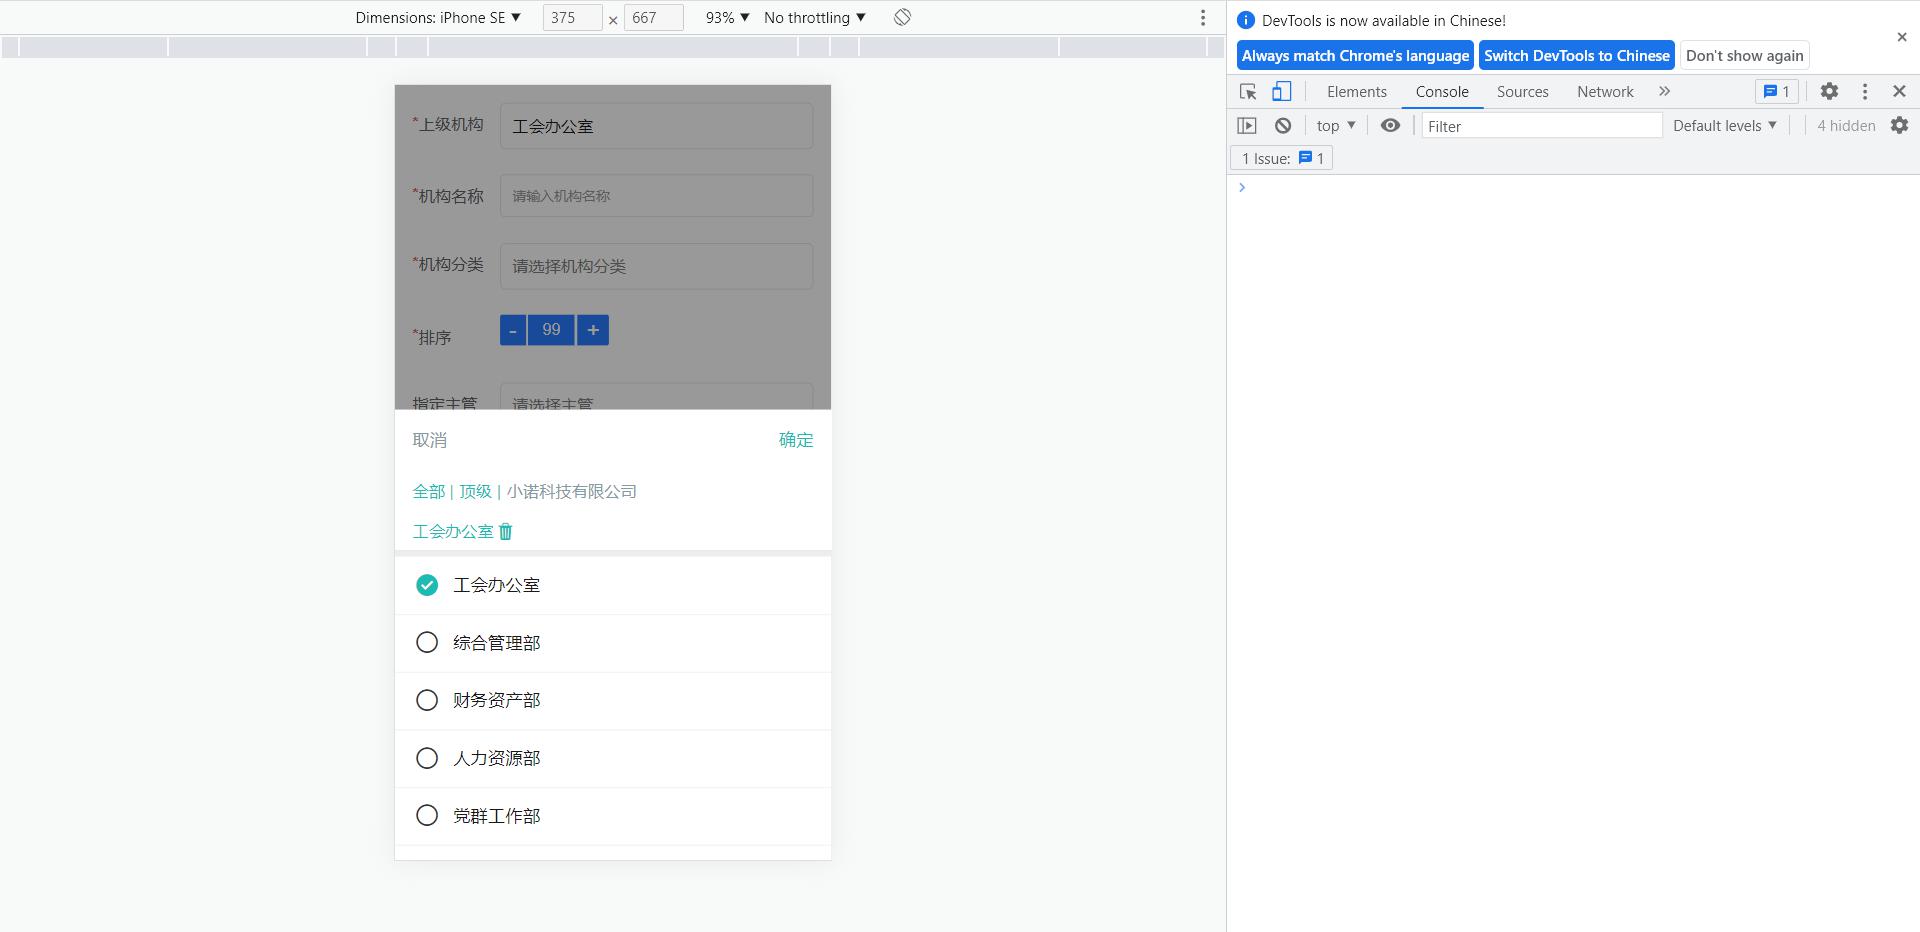 Dimensions: iPhone SE ▼ 375 × 667 93% ▼ No throttling ▼
*上级机构 工会办公室
*机构名称 请输入机构名称
*机构分类 请选择机构分类
*排序 - 99 +
指定主管 请选择主管
取消 确定
全部 | 顶级 | 小诺科技有限公司
工会办公室
工会办公室
综合管理部
财务资产部
人力资源部
党群工作部
DevTools is now available in Chinese!
Always match Chrome's language Switch DevTools to Chinese Don't show again
Elements Console Sources Network » 1
top ▼ Filter Default levels ▼ 4 hidden
1 Issue: 1